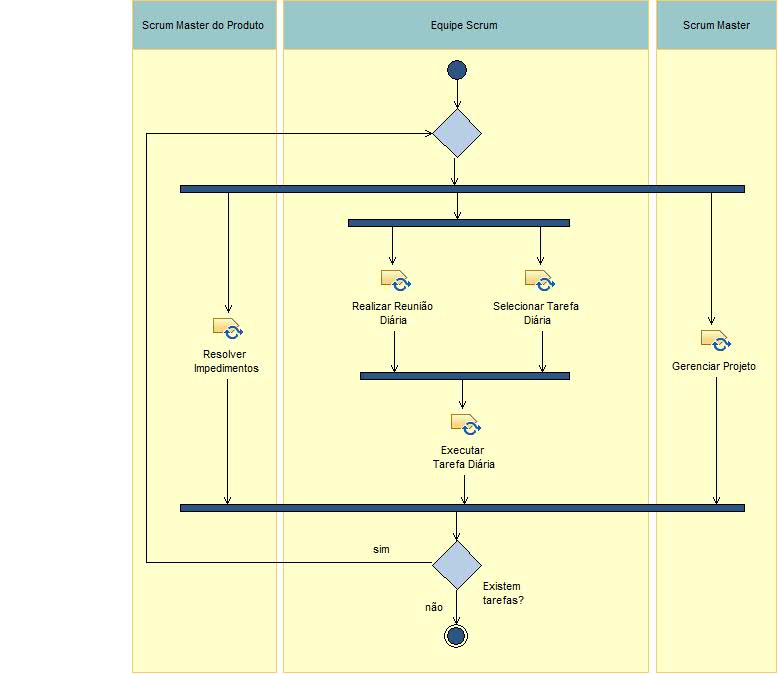 Scrum Master do Produto
Equipe Scrum
Scrum Master
Realizar Reunião
Diária
Selecionar Tarefa
Diária
Resolver
Impedimentos
Gerenciar Projeto
Executar
Tarefa Diária
sim
Existem
tarefas?
não